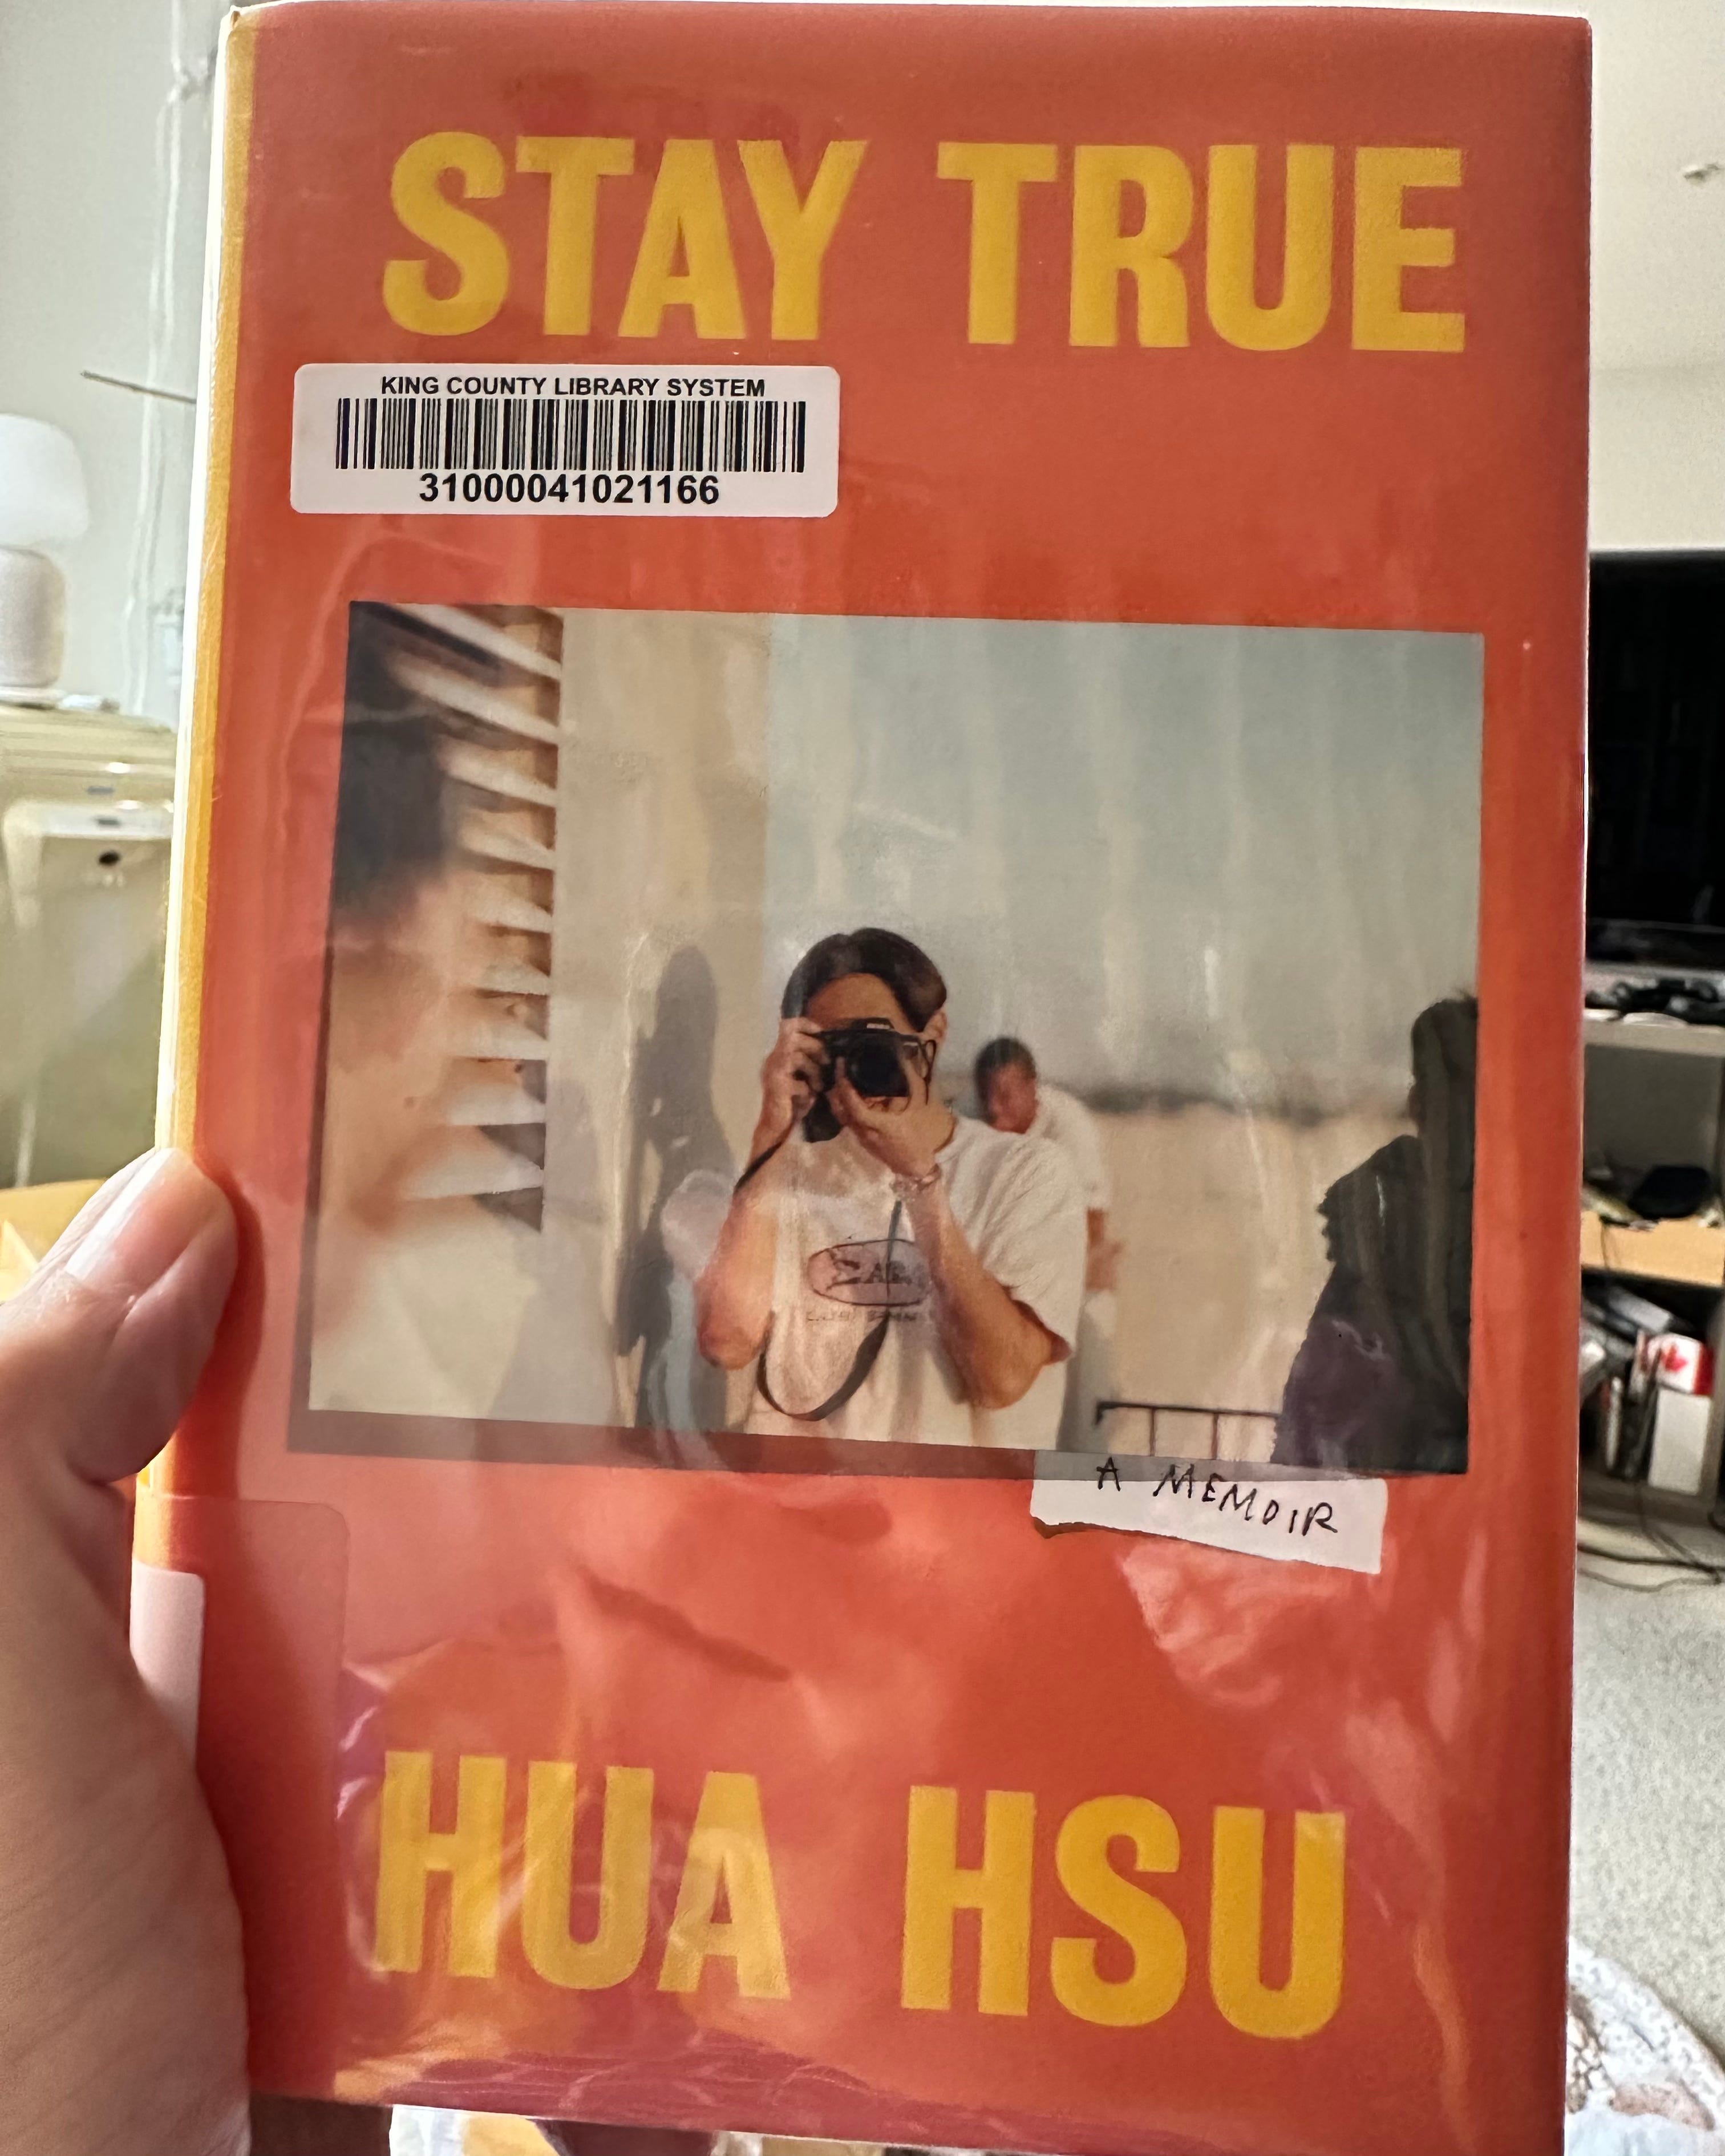 STAY TRUE
KING COUNTY LIBRARY SYSTEM
31000041021166
A MEMOIR
HUA HSU